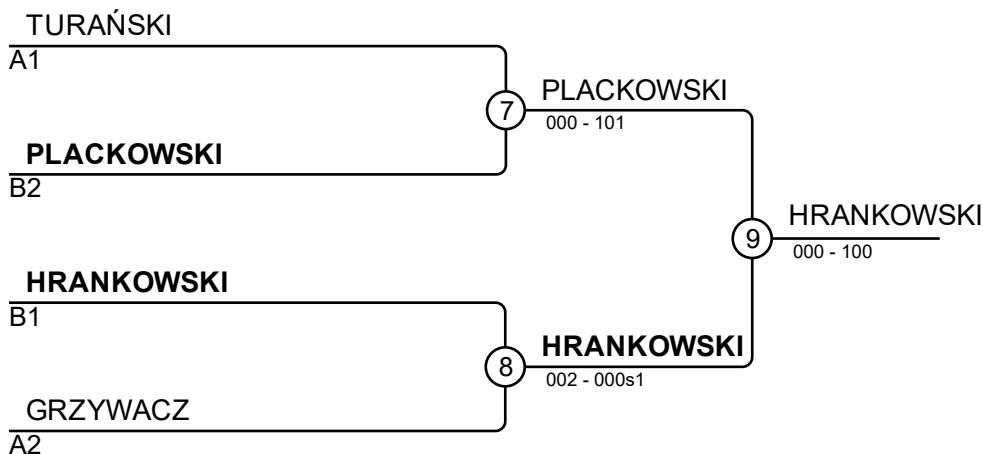 TURAŃSKI
A1
7
PLACKOWSKI
000 - 101
PLACKOWSKI
B2
9
HRANKOWSKI
000 - 100
HRANKOWSKI
B1
8
HRANKOWSKI
002 - 000s1
GRZYWACZ
A2